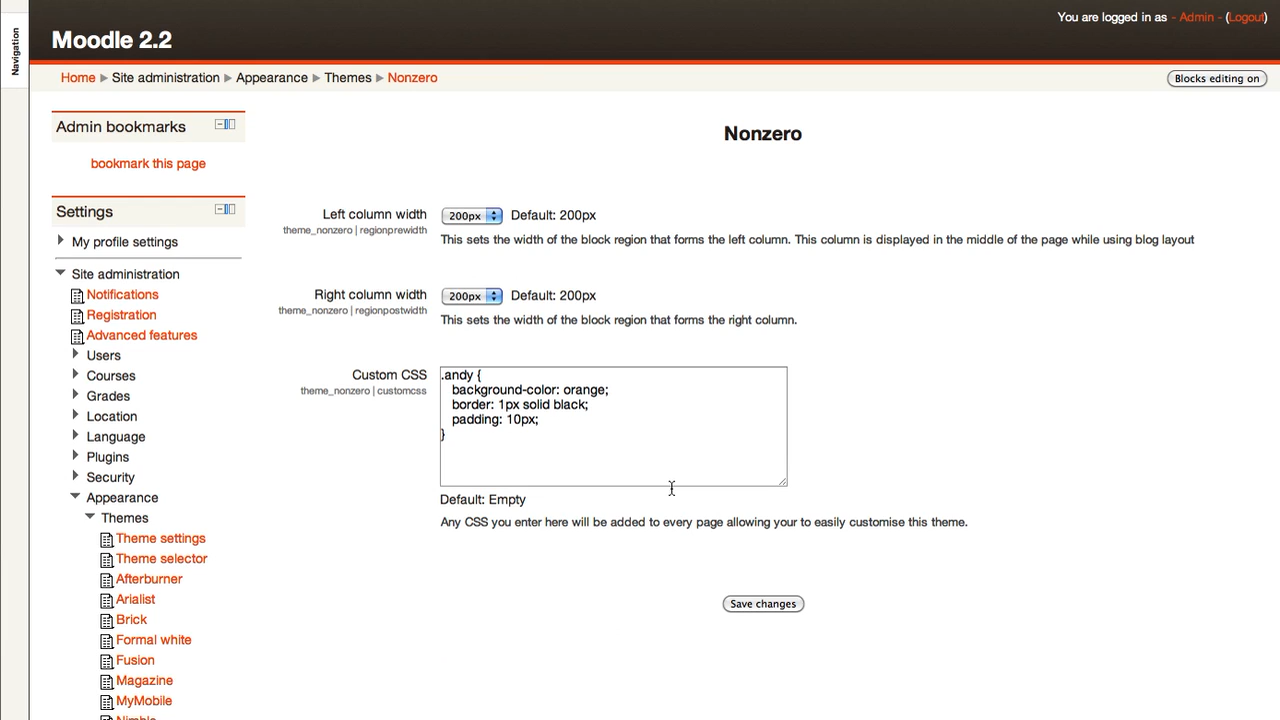 You are logged in as - Admin - (Logout)
Navigation
Moodle 2.2
Home ▶ Site administration ▶ Appearance ▶ Themes ▶ Nonzero
Blocks editing on
Admin bookmarks
bookmark this page
Settings
My profile settings
Site administration
Notifications
Registration
Advanced features
Users
Courses
Grades
Location
Language
Plugins
Security
Appearance
Themes
Theme settings
Theme selector
Afterburner
Arialist
Brick
Formal white
Fusion
Magazine
MyMobile
Nimble
Nonzero
Left column width
theme_nonzero | regionprewidth
200px Default: 200px
This sets the width of the block region that forms the left column. This column is displayed in the middle of the page while using blog layout
Right column width
theme_nonzero | regionpostwidth
200px Default: 200px
This sets the width of the block region that forms the right column.
Custom CSS
theme_nonzero | customcss
.andy {
background-color: orange;
border: 1px solid black;
padding: 10px;
}
Default: Empty
Any CSS you enter here will be added to every page allowing your to easily customise this theme.
Save changes